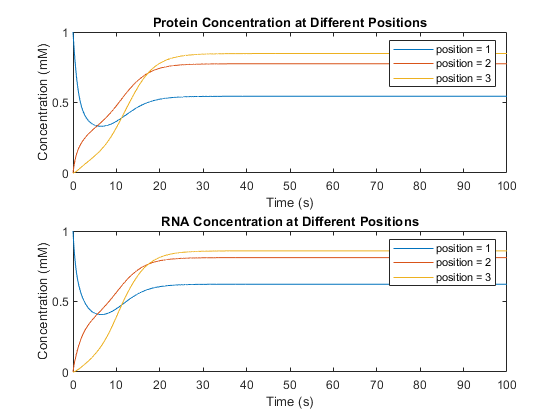 Protein Concentration at Different Positions
1
0.5
0
Concentration (mM)
position = 1
position = 2
position = 3
0 10 20 30 40 50 60 70 80 90 100
Time (s)
RNA Concentration at Different Positions
1
0.5
0
Concentration (mM)
position = 1
position = 2
position = 3
0 10 20 30 40 50 60 70 80 90 100
Time (s)